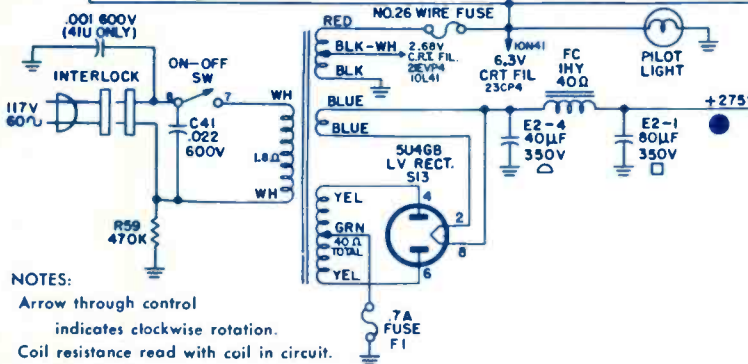 .001 600V
(41U ONLY)
INTERLOCK
ON-OFF
SW
8
7
WH
117V
60~
C41
.022
600V
1.8Ω
WH
R59
470K
RED
NO.26 WIRE FUSE
BLK-WH
2.68V
C.R.T. FIL.
21EVP4
10L41
BLK
10N41
6.3V
CRT FIL
23CP4
PILOT
LIGHT
FC
1HY
40Ω
BLUE
BLUE
+275
E2-4
40µF
350V
E2-1
80µF
350V
5U4GB
LV RECT.
S13
YEL
4
GRN
40Ω
TOTAL
2
8
YEL
6
.7A
FUSE
F1
NOTES:
Arrow through control
indicates clockwise rotation.
Coil resistance read with coil in circuit.